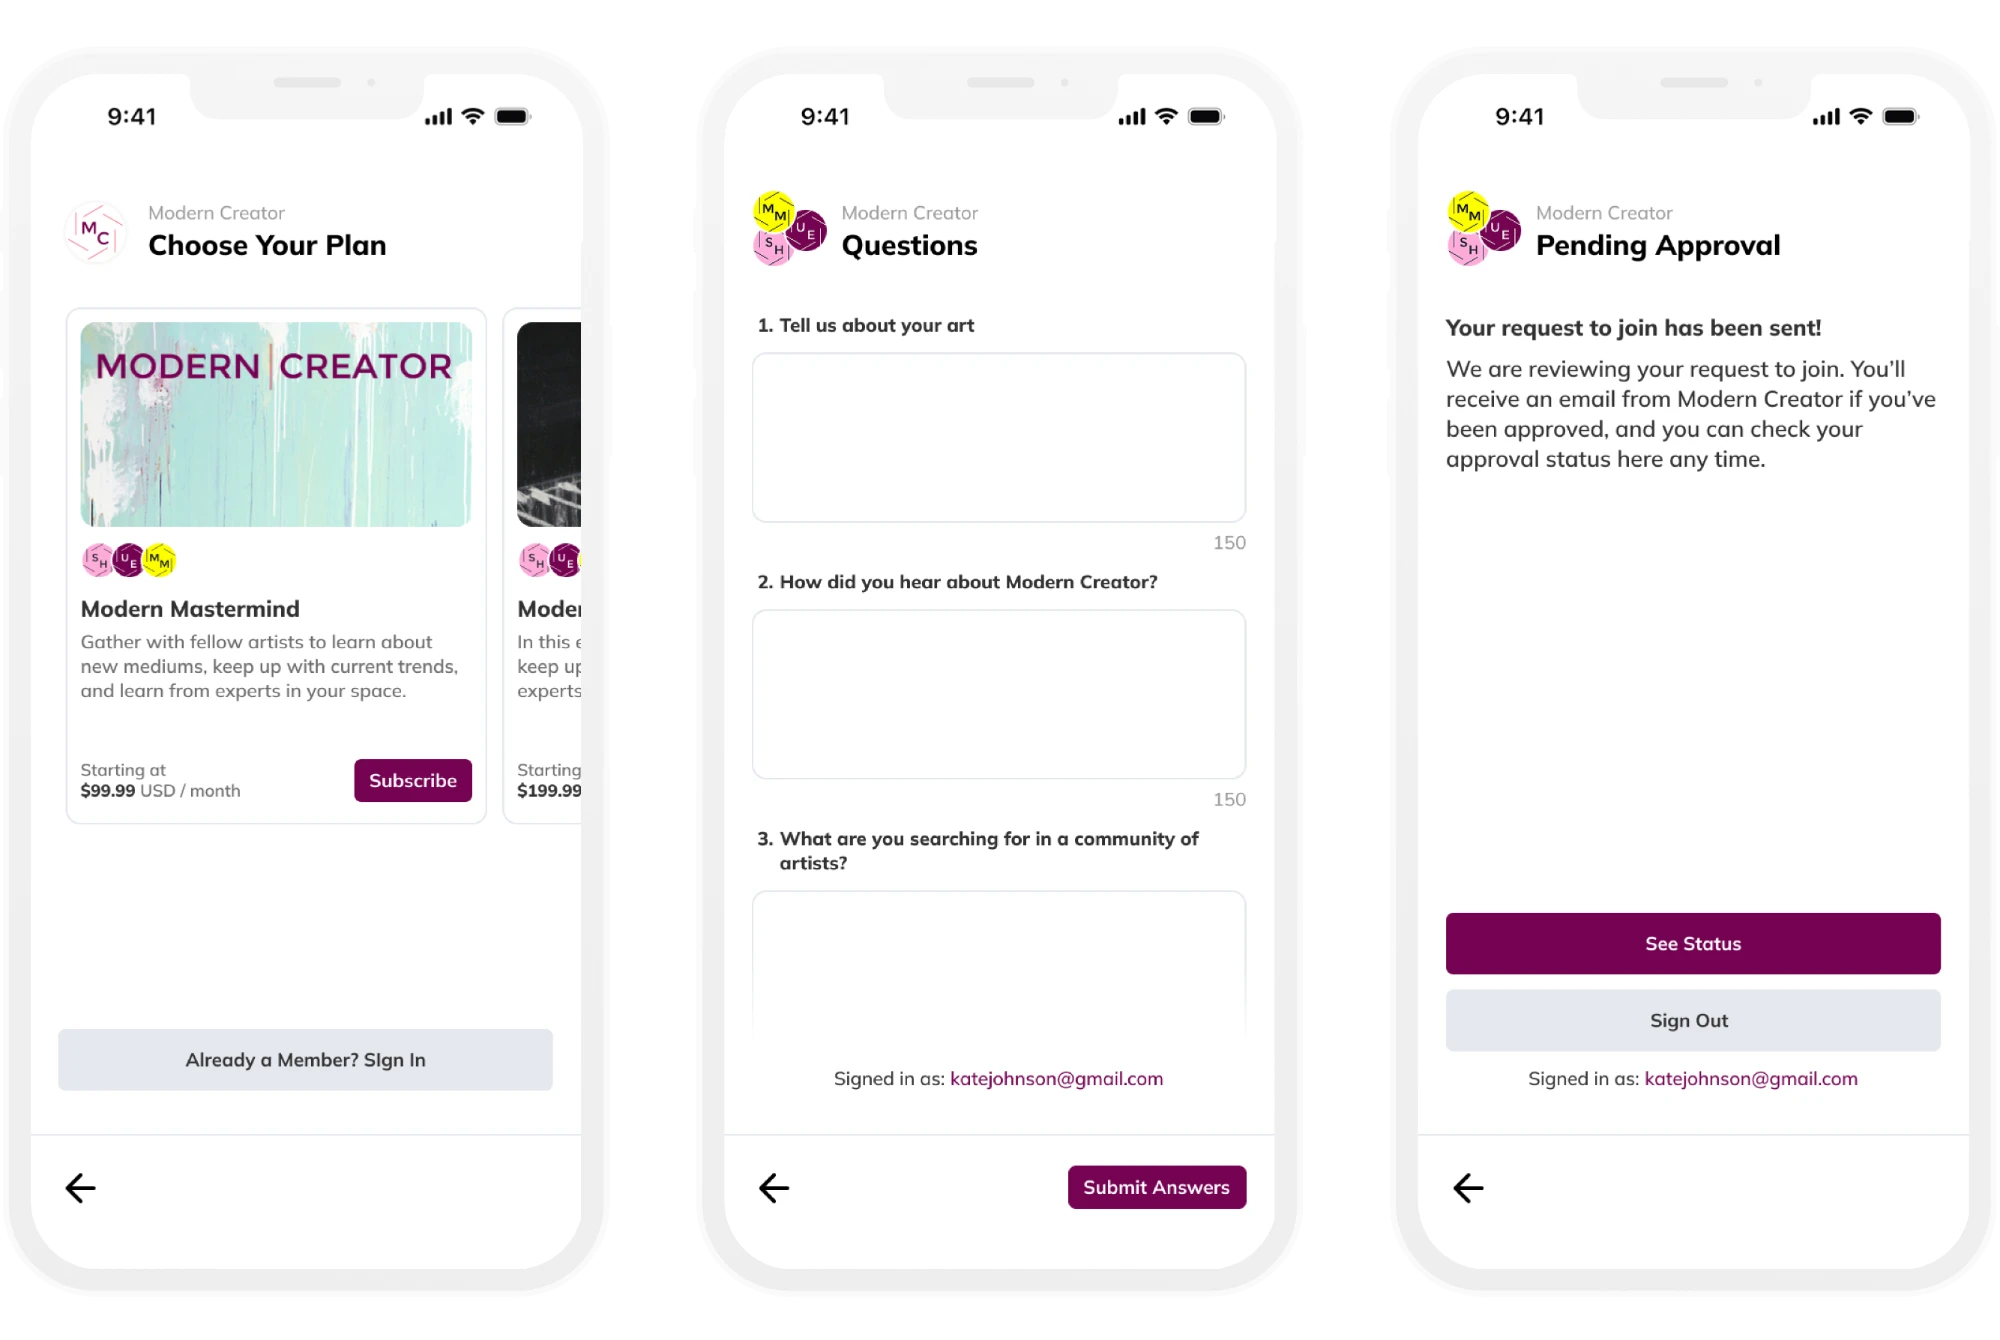 9:41
Modern Creator
Choose Your Plan
M
C
MODERN CREATOR
S
H
U
E
M
M
Modern Mastermind
Gather with fellow artists to learn about
new mediums, keep up with current trends,
and learn from experts in your space.
Starting at
$99.99 USD / month
Subscribe
S
H
U
E
Moder
In this e
keep up
experts
Starting
$199.99
Already a Member? SIgn In
9:41
M
M
U
E
S
H
Modern Creator
Questions
1. Tell us about your art
150
2. How did you hear about Modern Creator?
150
3. What are you searching for in a community of
artists?
Signed in as: katejohnson@gmail.com
Submit Answers
9:41
M
M
U
E
S
H
Modern Creator
Pending Approval
Your request to join has been sent!
We are reviewing your request to join. You’ll
receive an email from Modern Creator if you’ve
been approved, and you can check your
approval status here any time.
See Status
Sign Out
Signed in as: katejohnson@gmail.com